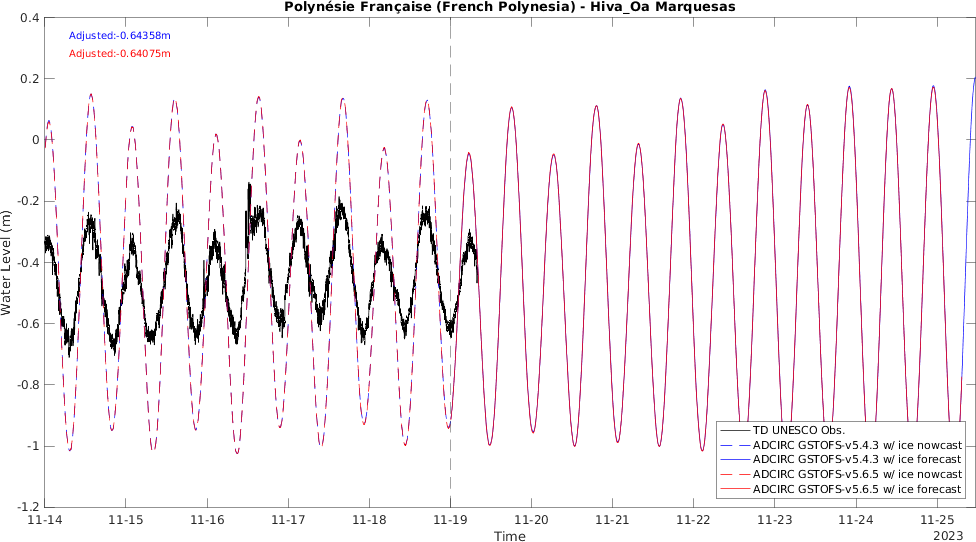 Polynésie Française (French Polynesia) - Hiva_Oa Marquesas
Adjusted:-0.64358m
Adjusted:-0.64075m
0.4
0.2
0
-0.2
-0.4
-0.6
-0.8
-1
-1.2
Water Level (m)
TD UNESCO Obs.
ADCIRC GSTOFS-v5.4.3 w/ ice nowcast
ADCIRC GSTOFS-v5.4.3 w/ ice forecast
ADCIRC GSTOFS-v5.6.5 w/ ice nowcast
ADCIRC GSTOFS-v5.6.5 w/ ice forecast
11-14 11-15 11-16 11-17 11-18 11-19 11-20 11-21 11-22 11-23 11-24 11-25
Time
2023